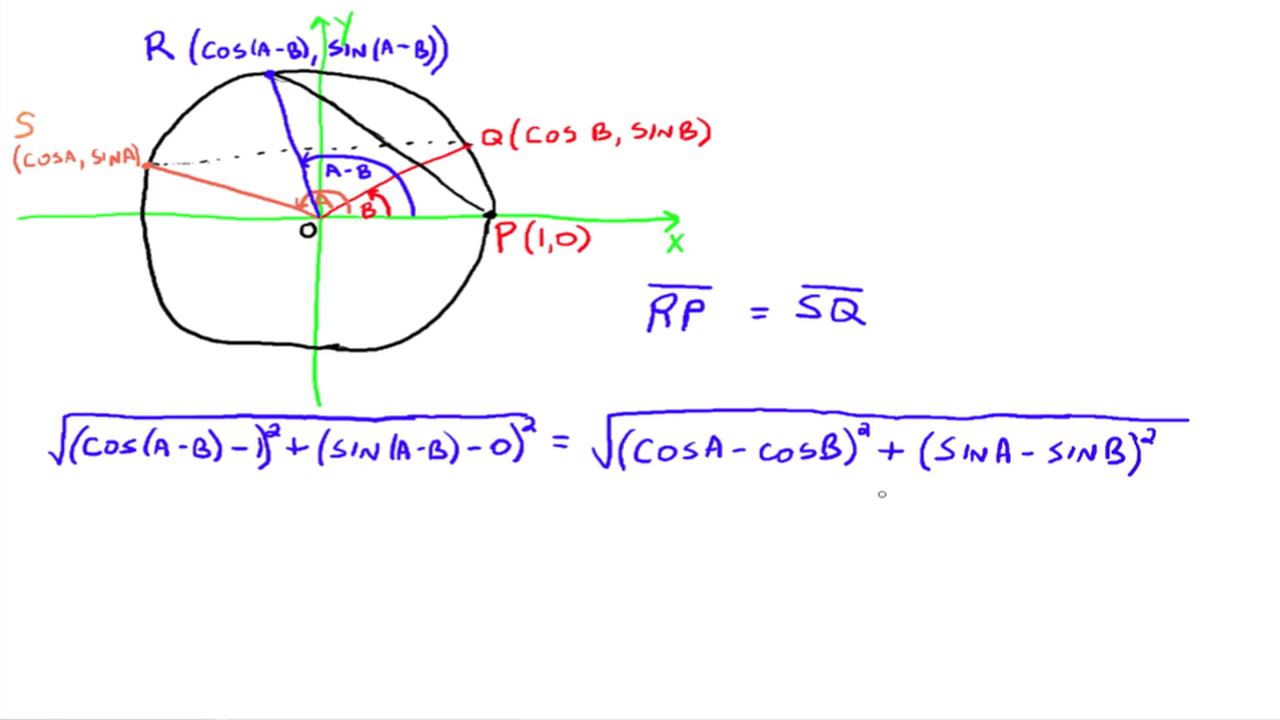 Y
R (COS(A-B), SIN(A-B))
S
(COSA, SINA)
Q(COS B, SINB)
A-B
A
B
O
P(1,0)
X
RP = SQ
√(COS(A-B)-1)² + (SIN(A-B)-0)² = √(COSA - COSB)² + (SINA - SINB)²